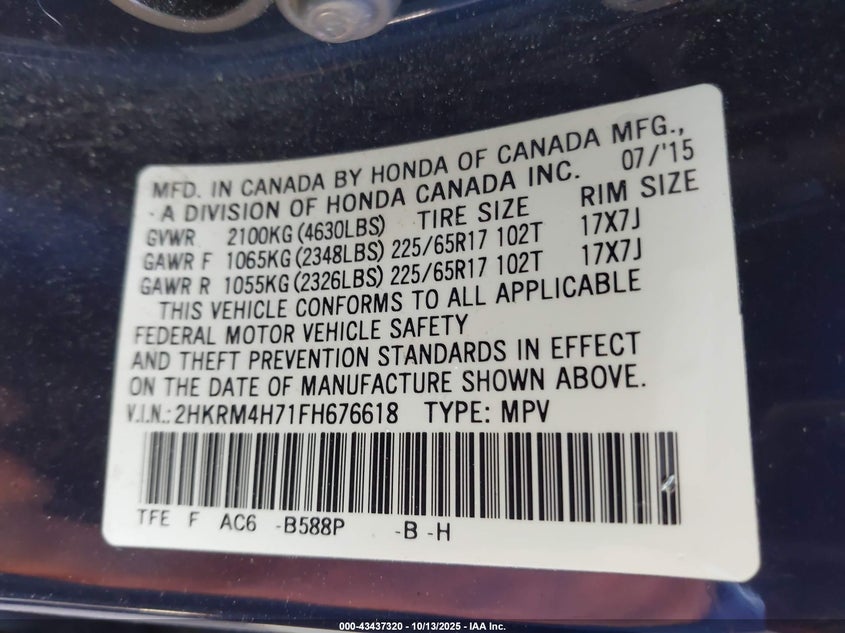 MFD. IN CANADA BY HONDA OF CANADA MFG.,
A DIVISION OF HONDA CANADA INC. 07/'15
GVWR 2100KG (4630LBS) TIRE SIZE RIM SIZE
GAWR F 1065KG (2348LBS) 225/65R17 102T 17X7J
GAWR R 1055KG (2326LBS) 225/65R17 102T 17X7J
THIS VEHICLE CONFORMS TO ALL APPLICABLE
FEDERAL MOTOR VEHICLE SAFETY
AND THEFT PREVENTION STANDARDS IN EFFECT
ON THE DATE OF MANUFACTURE SHOWN ABOVE.
V.I.N.: 2HKRM4H71FH676618 TYPE: MPV
TFE F AC6 -B588P -B -H
000-43437320 - 10/13/2025 - IAA Inc.